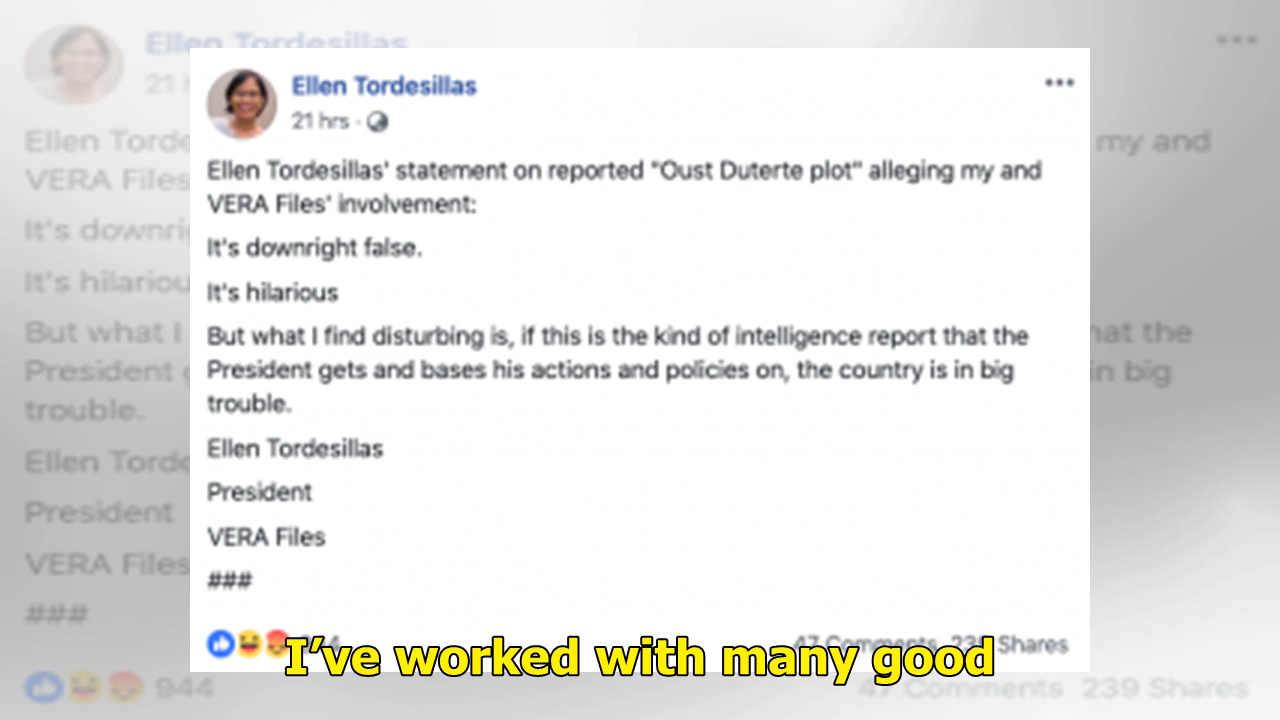 Ellen Tordesillas
21 hrs ·
Ellen Tordesillas' statement on reported "Oust Duterte plot" alleging my and
VERA Files' involvement:
It's downright false.
It's hilarious
But what I find disturbing is, if this is the kind of intelligence report that the
President gets and bases his actions and policies on, the country is in big
trouble.
Ellen Tordesillas
President
VERA Files
###
944 47 Comments 239 Shares
I’ve worked with many good